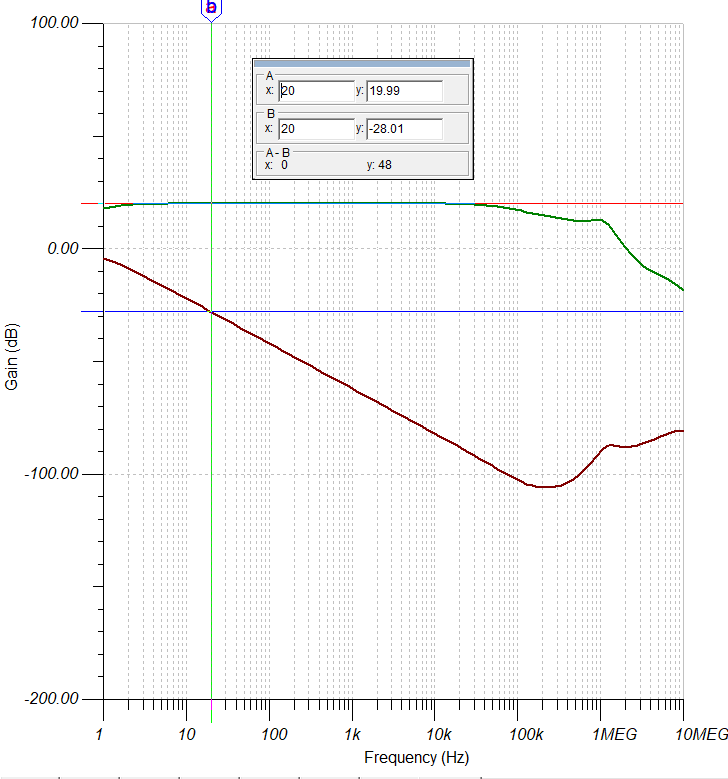 a
100.00
A
x: 20 y: 19.99
B
x: 20 y: -28.01
A - B
x: 0 y: 48
0.00
Gain (dB)
-100.00
-200.00
1 10 100 1k 10k 100k 1MEG 10MEG
Frequency (Hz)